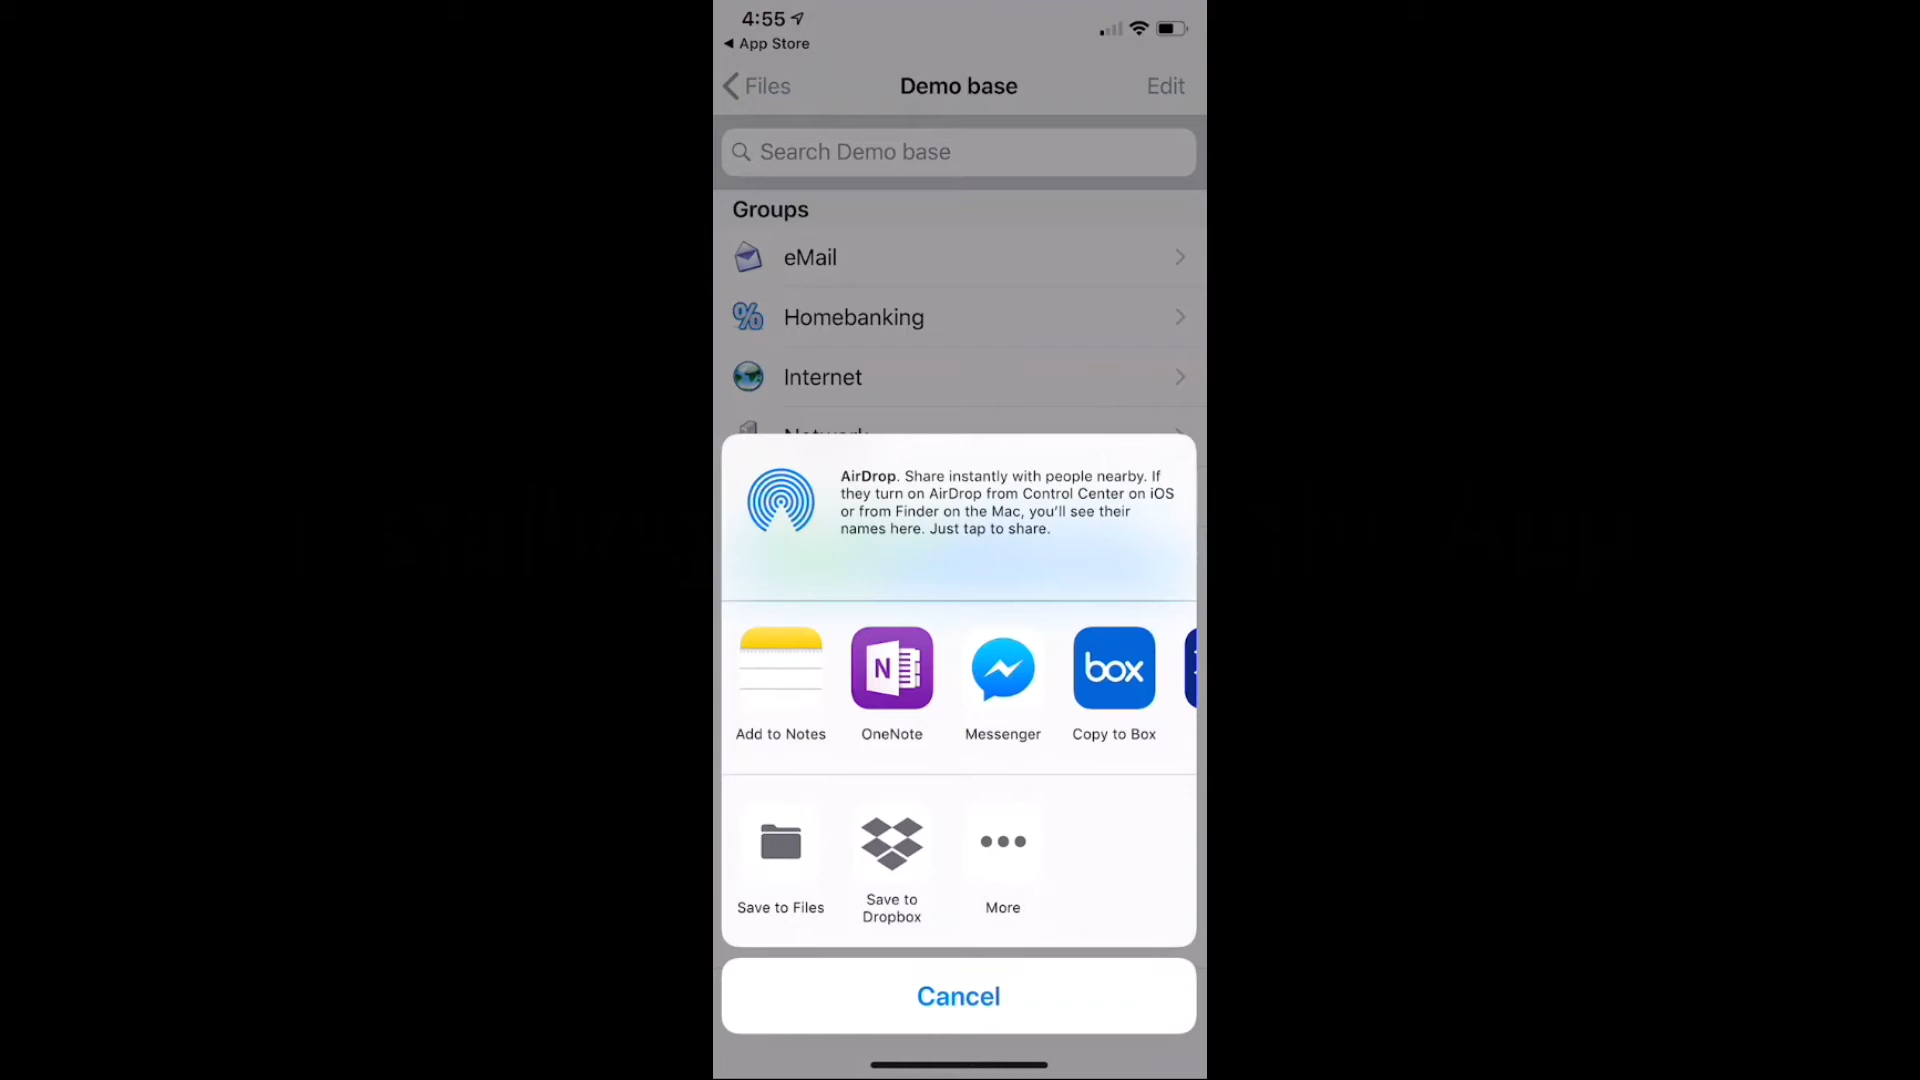 4:55
App Store
Files
Demo base
Edit
Search Demo base
Groups
eMail
Homebanking
Internet
Network
AirDrop. Share instantly with people nearby. If
they turn on AirDrop from Control Center on iOS
or from Finder on the Mac, you'll see their
names here. Just tap to share.
N
box
Add to Notes
OneNote
Messenger
Copy to Box
Save to Files
Save to
Dropbox
More
Cancel